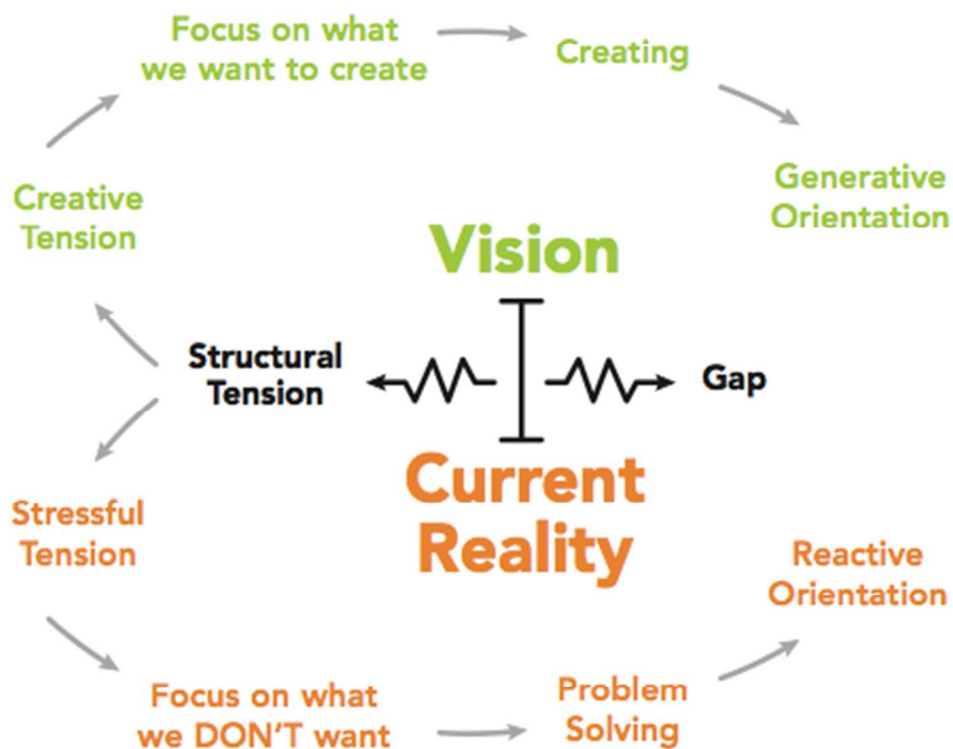 Focus on what
we want to create
Creating
Generative
Orientation
Creative
Tension
Vision
Structural
Tension
Gap
Current
Reality
Stressful
Tension
Reactive
Orientation
Focus on what
we DON'T want
Problem
Solving